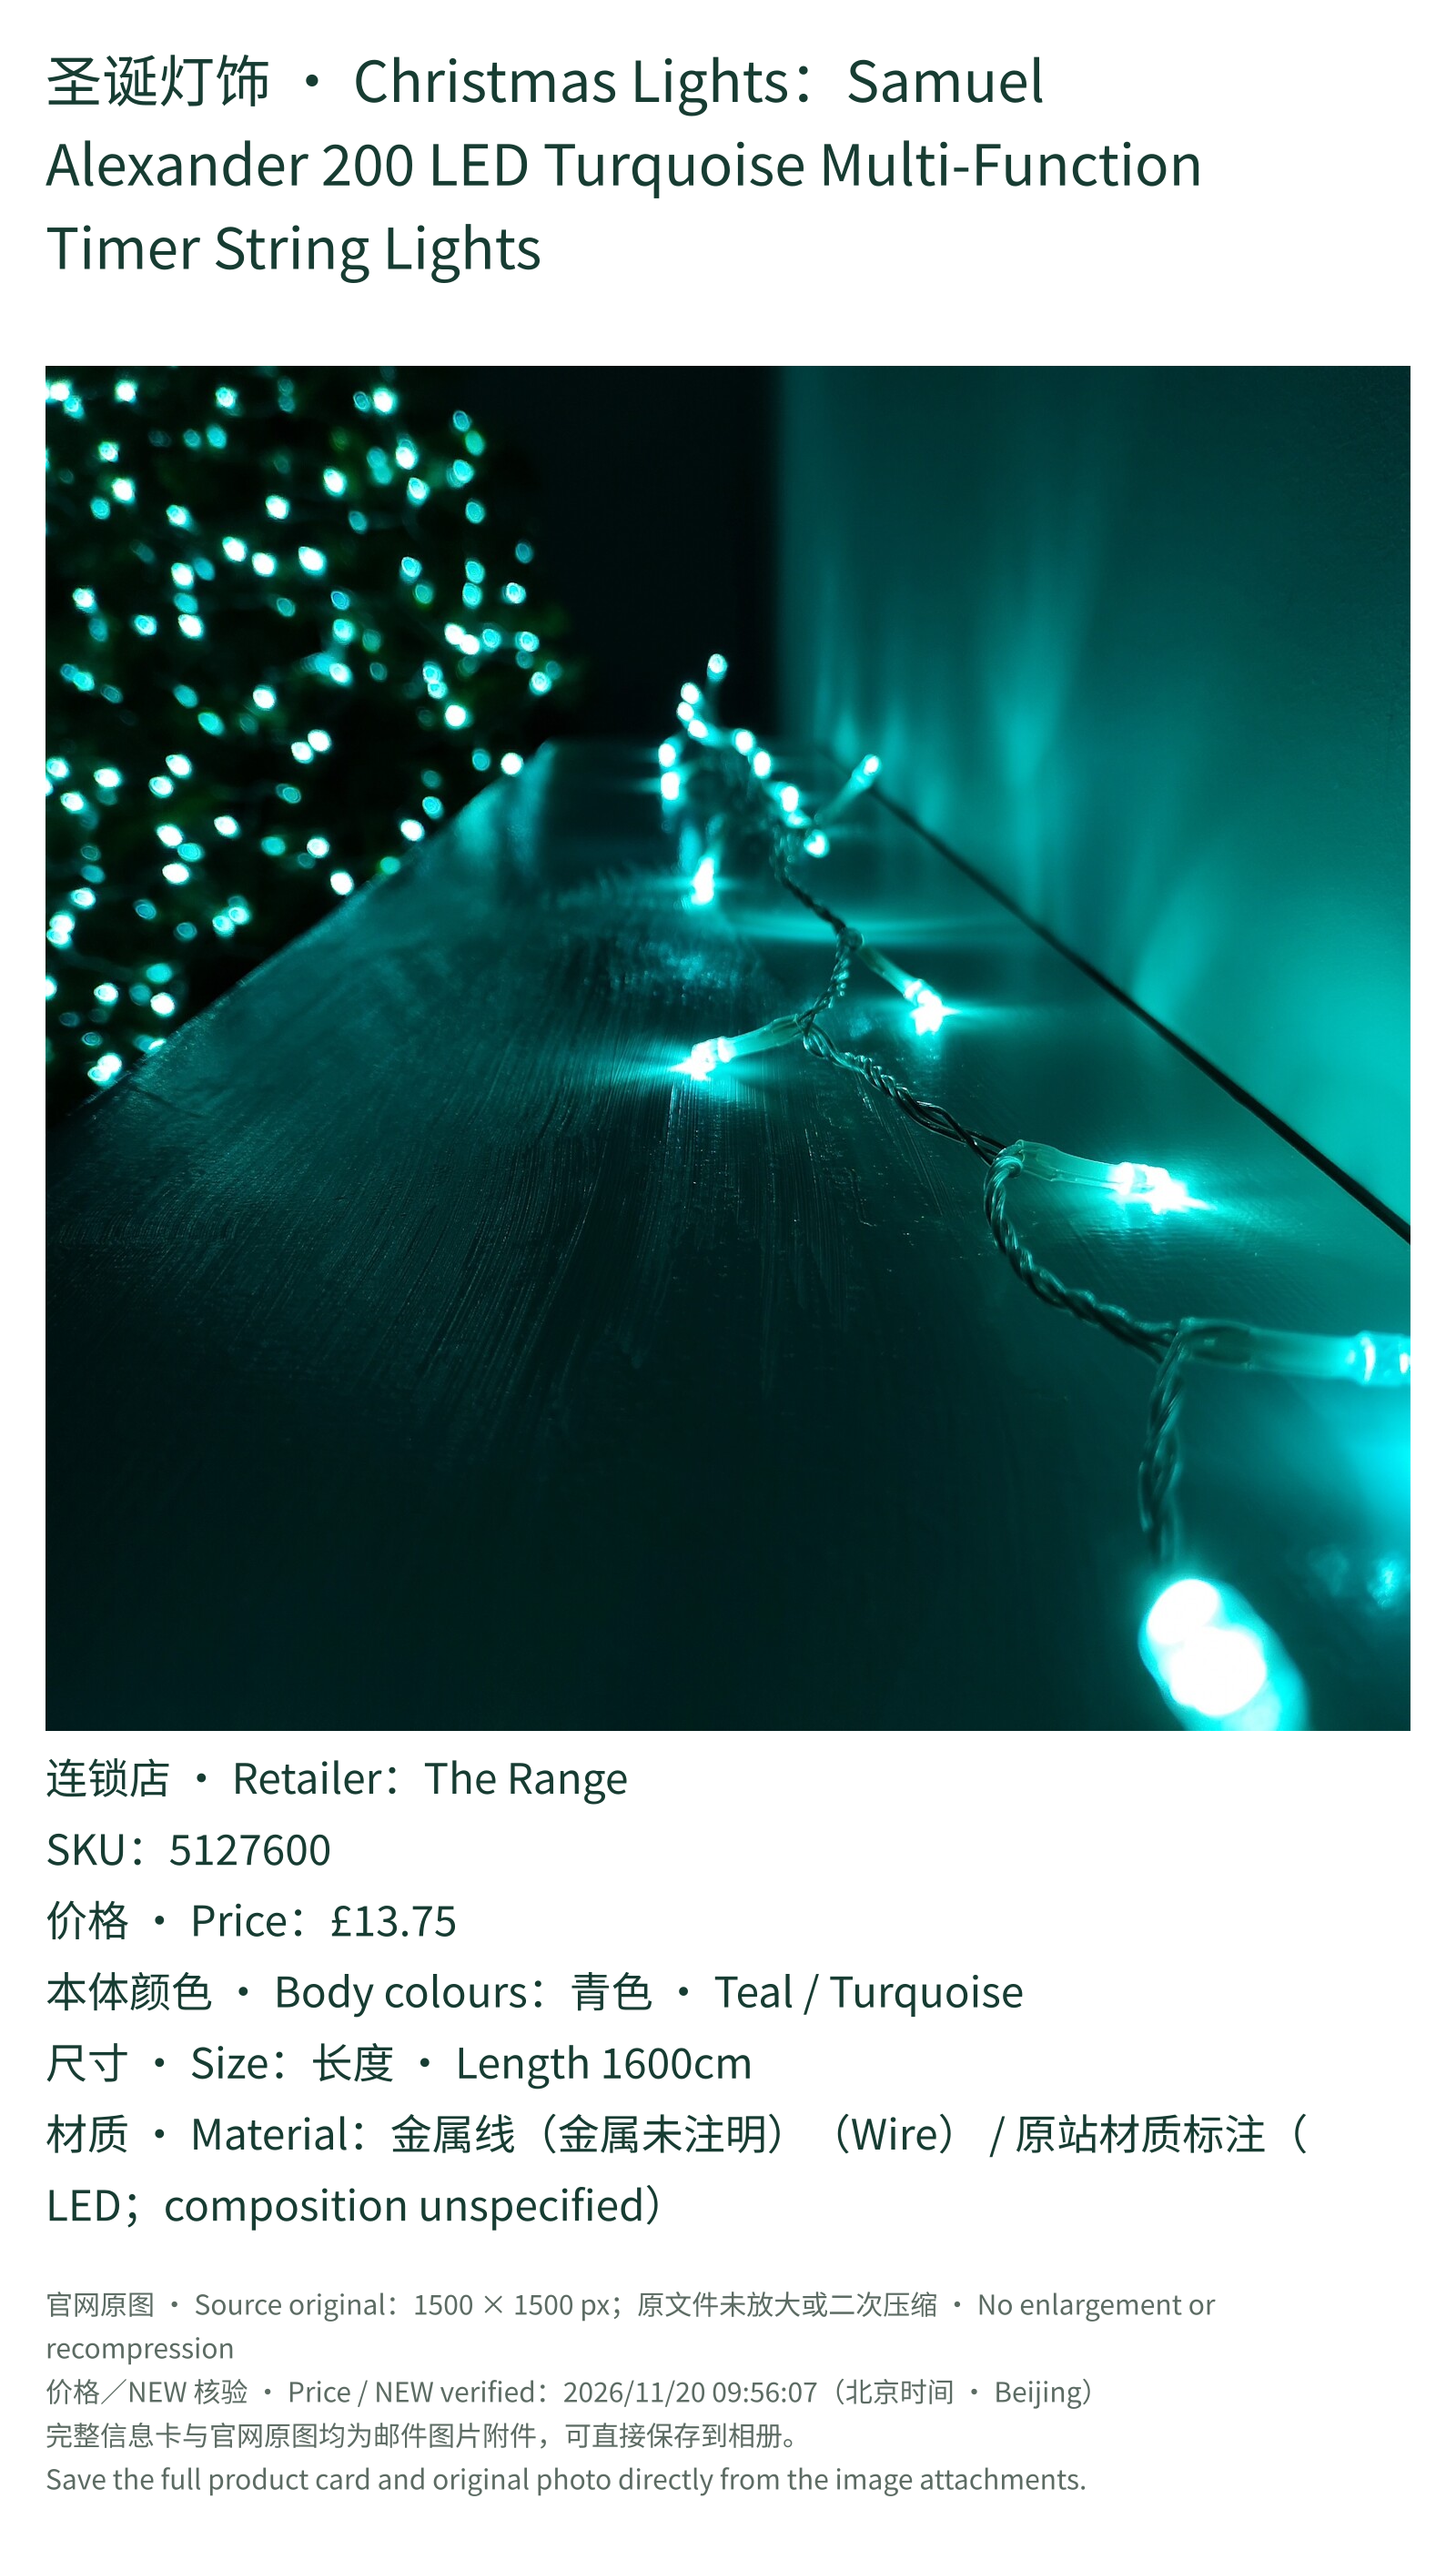 圣诞灯饰 · Christmas Lights：Samuel
Alexander 200 LED Turquoise Multi-Function
Timer String Lights
连锁店 · Retailer：The Range
SKU：5127600
价格 · Price：£13.75
本体颜色 · Body colours：青色 · Teal / Turquoise
尺寸 · Size：长度 · Length 1600cm
材质 · Material：金属线（金属未注明）（Wire） / 原站材质标注（
LED；composition unspecified）
官网原图 · Source original：1500 × 1500 px；原文件未放大或二次压缩 · No enlargement or
recompression
价格／NEW 核验 · Price / NEW verified：2026/11/20 09:56:07（北京时间 · Beijing）
完整信息卡与官网原图均为邮件图片附件，可直接保存到相册。
Save the full product card and original photo directly from the image attachments.